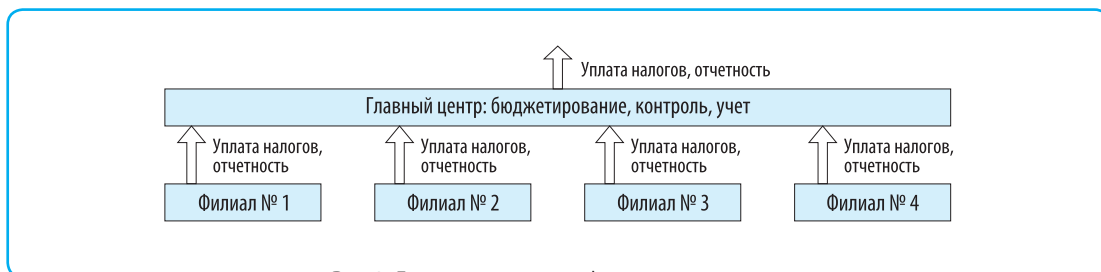 Уплата налогов, отчетность
Главный центр: бюджетирование, контроль, учет
Уплата налогов,
отчетность
Уплата налогов,
отчетность
Уплата налогов,
отчетность
Уплата налогов,
отчетность
Филиал № 1
Филиал № 2
Филиал № 3
Филиал № 4